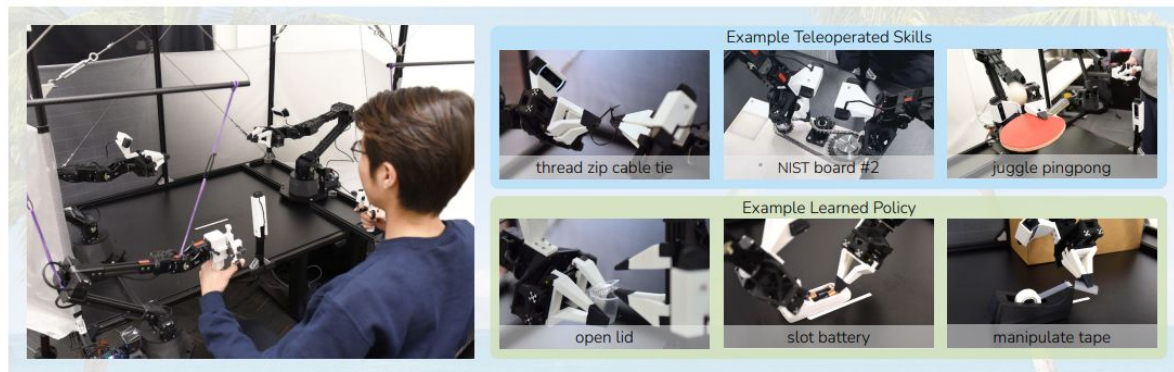 Example Teleoperated Skills
thread zip cable tie
NIST board #2
juggle pingpong
Example Learned Policy
open lid
slot battery
manipulate tape